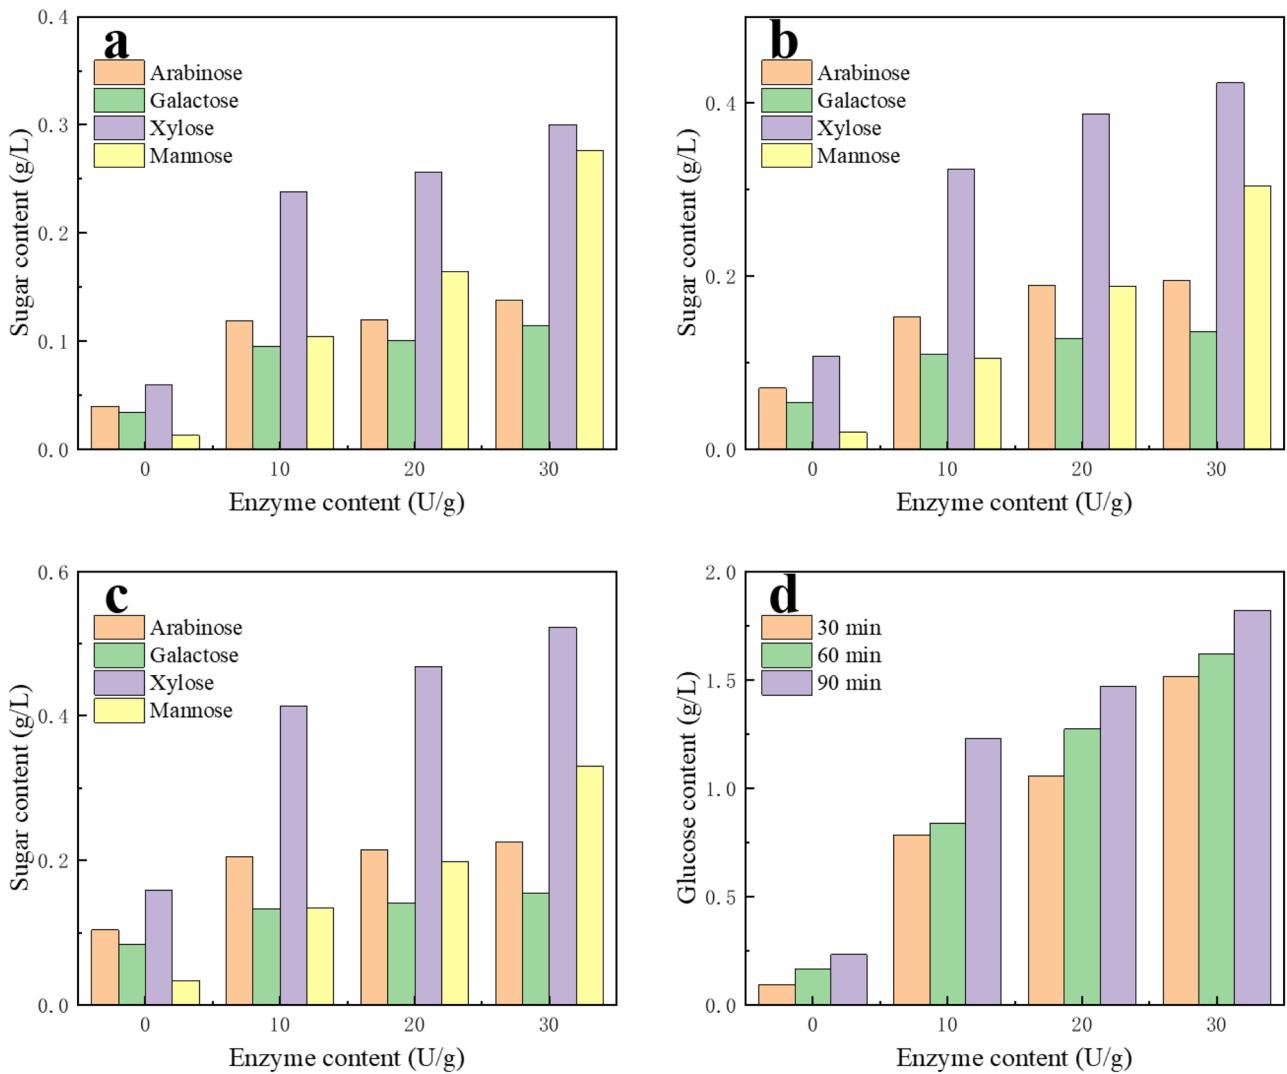 a
Arabinose
Galactose
Xylose
Mannose
Sugar content (g/L)
0.4
0.3
0.2
0.1
0.0
0 10 20 30
Enzyme content (U/g)
b
Arabinose
Galactose
Xylose
Mannose
Sugar content (g/L)
0.4
0.2
0.0
0 10 20 30
Enzyme content (U/g)
c
Arabinose
Galactose
Xylose
Mannose
Sugar content (g/L)
0.6
0.4
0.2
0.0
0 10 20 30
Enzyme content (U/g)
d
30 min
60 min
90 min
Glucose content (g/L)
2.0
1.5
1.0
0.5
0.0
0 10 20 30
Enzyme content (U/g)